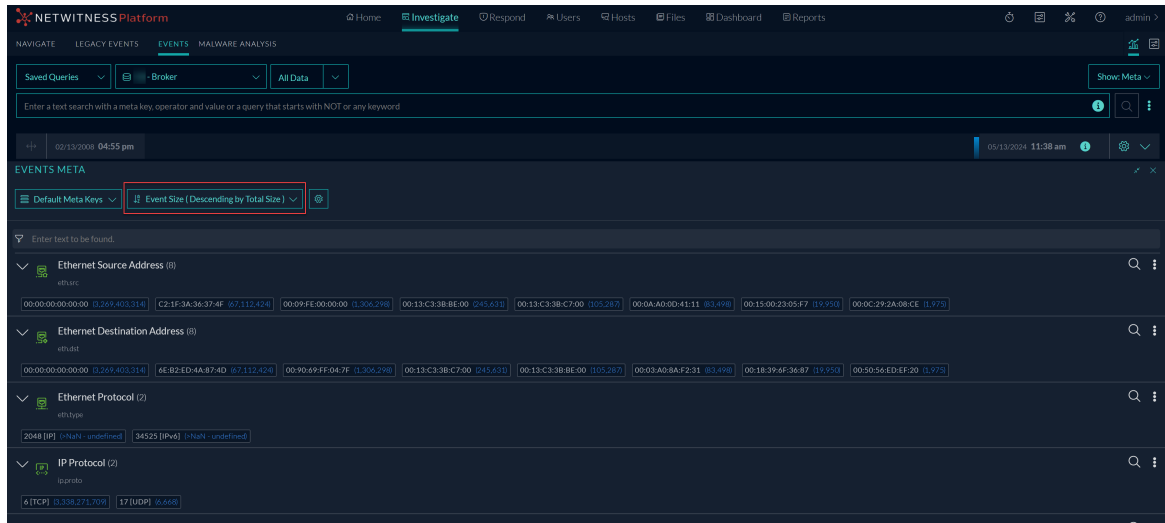 NETWITNESS Platform Home Investigate Respond Users Hosts Files Dashboard Reports admin >
NAVIGATE LEGACY EVENTS EVENTS MALWARE ANALYSIS
Saved Queries - Broker All Data Show: Meta
Enter a text search with a meta key, operator and value or a query that starts with NOT or any keyword
02/13/2008 04:55 pm 05/13/2024 11:38 am
EVENTS META
Default Meta Keys Event Size ( Descending by Total Size )
Enter text to be found.
Ethernet Source Address (8)
eth.src
00:00:00:00:00:00 (3,269,403,314) C2:1F:3A:36:37:4F (67,112,424) 00:09:FE:00:00:00 (1,306,298) 00:13:C3:3B:BE:00 (245,631) 00:13:C3:3B:C7:00 (105,287) 00:0A:A0:0D:41:11 (83,498) 00:15:00:23:05:F7 (19,950) 00:0C:29:2A:08:CE (1,975)
Ethernet Destination Address (8)
eth.dst
00:00:00:00:00:00 (3,269,403,314) 6E:B2:ED:4A:87:4D (67,112,424) 00:90:69:FF:04:7F (1,306,298) 00:13:C3:3B:C7:00 (245,631) 00:13:C3:3B:BE:00 (105,287) 00:03:A0:8A:F2:31 (83,498) 00:18:39:6F:36:87 (19,950) 00:50:56:ED:EF:20 (1,975)
Ethernet Protocol (2)
eth.type
2048 [IP] (>NaN - undefined) 34525 [IPv6] (>NaN - undefined)
IP Protocol (2)
ip.proto
6 [TCP] (3,338,271,709) 17 [UDP] (6,668)